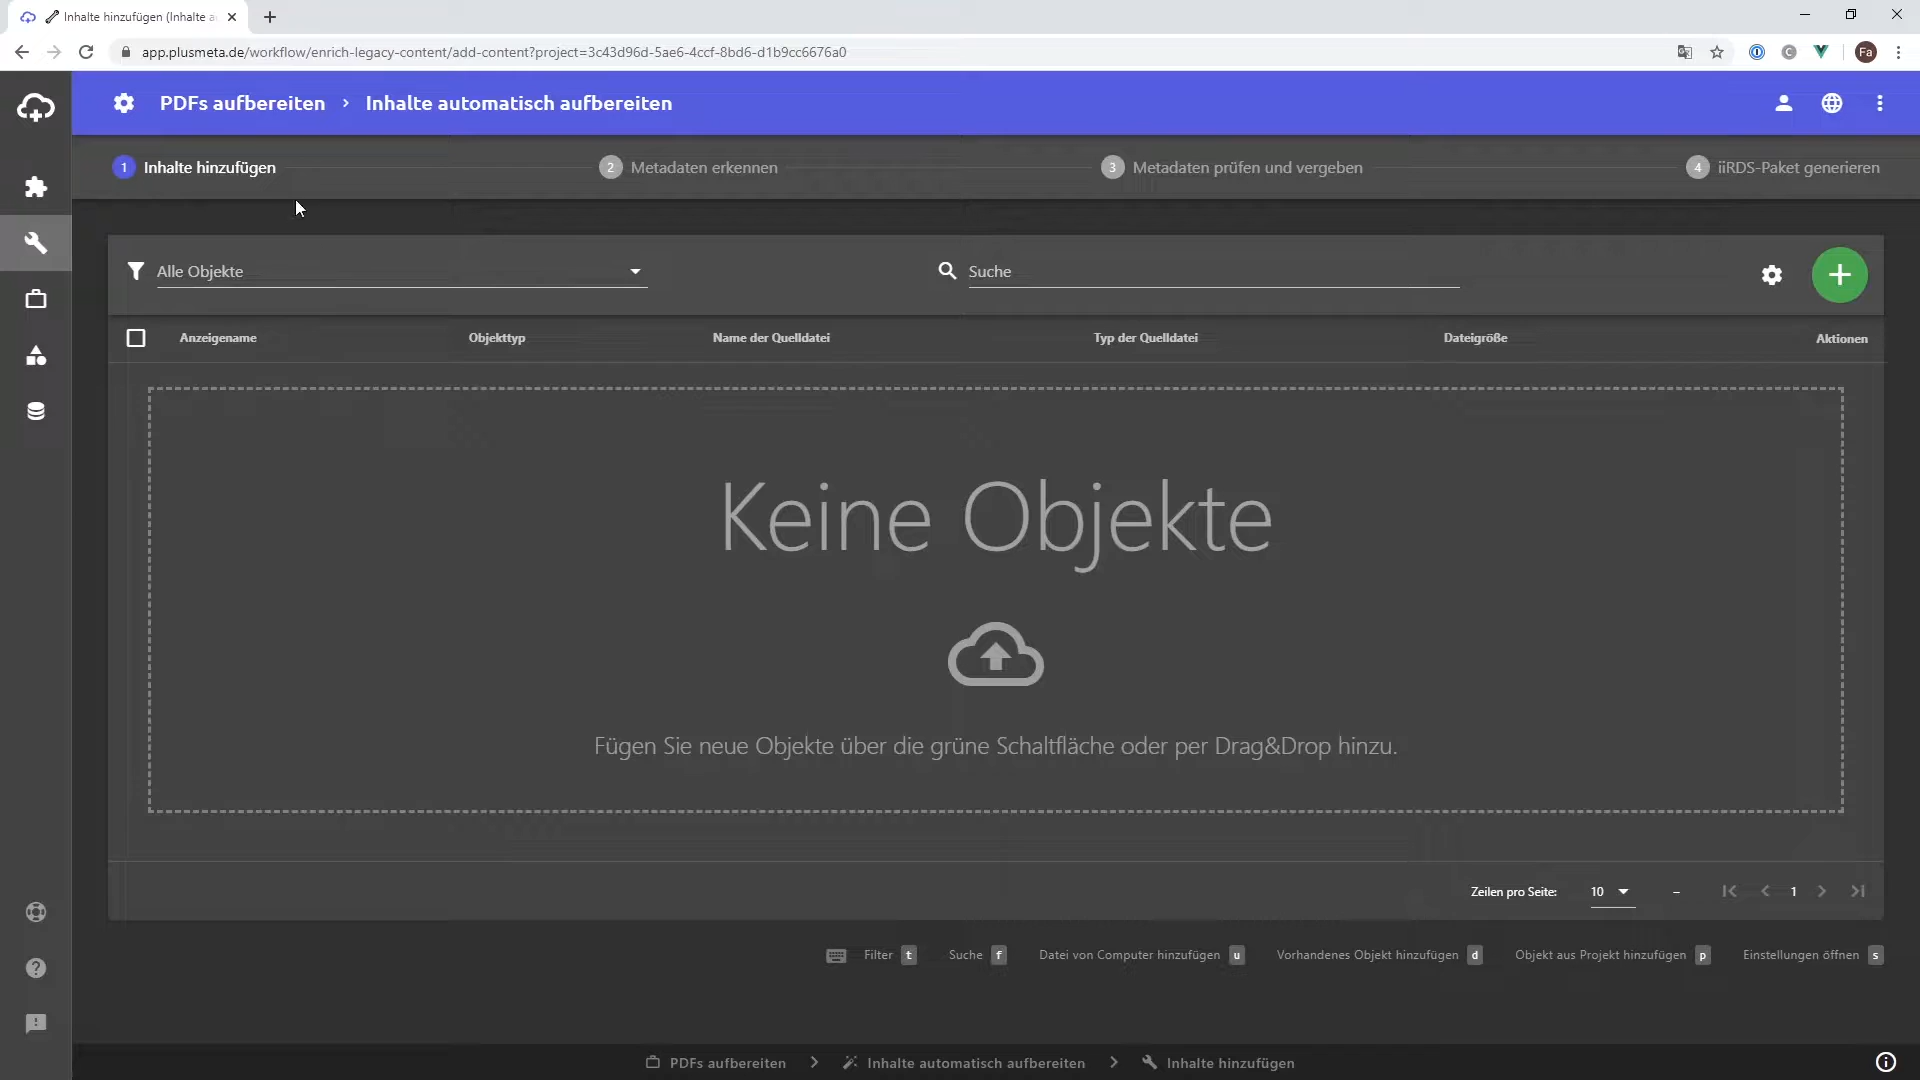 Inhalte hinzufügen (Inhalte a
app.plusmeta.de/workflow/enrich-legacy-content/add-content?project=3c43d96d-5ae6-4ccf-8bd6-d1b9cc6676a0
Fa
PDFs aufbereiten › Inhalte automatisch aufbereiten
1 Inhalte hinzufügen
2 Metadaten erkennen
3 Metadaten prüfen und vergeben
4 iiRDS-Paket generieren
Alle Objekte
Suche
Anzeigename Objekttyp Name der Quelldatei Typ der Quelldatei Dateigröße Aktionen
Keine Objekte
Fügen Sie neue Objekte über die grüne Schaltfläche oder per Drag&Drop hinzu.
Zeilen pro Seite: 10 – 1
Filter t Suche f Datei von Computer hinzufügen u Vorhandenes Objekt hinzufügen d Objekt aus Projekt hinzufügen p Einstellungen öffnen s
PDFs aufbereiten > Inhalte automatisch aufbereiten > Inhalte hinzufügen